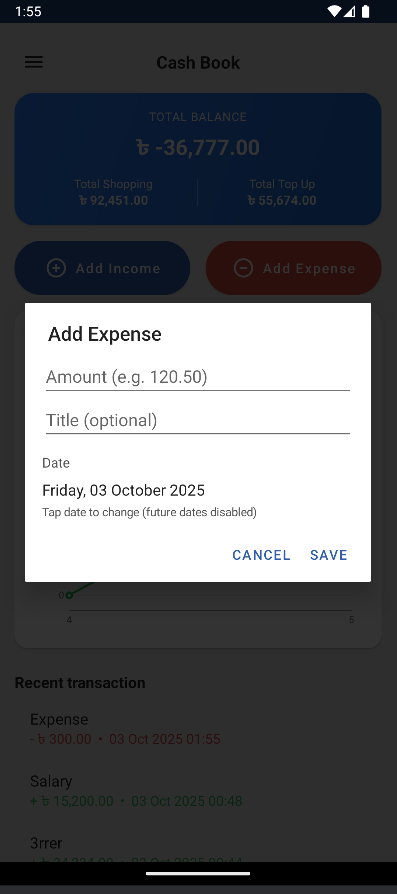 1:55
Cash Book
TOTAL BALANCE
৳ -36,777.00
Total Shopping
৳ 92,451.00
Total Top Up
৳ 55,674.00
Add Income
Add Expense
Add Expense
Amount (e.g. 120.50)
Title (optional)
Date
Friday, 03 October 2025
Tap date to change (future dates disabled)
CANCEL SAVE
0
4 5
Recent transaction
Expense
- ৳ 300.00 • 03 Oct 2025 01:55
Salary
+ ৳ 15,200.00 • 03 Oct 2025 00:48
3rrer